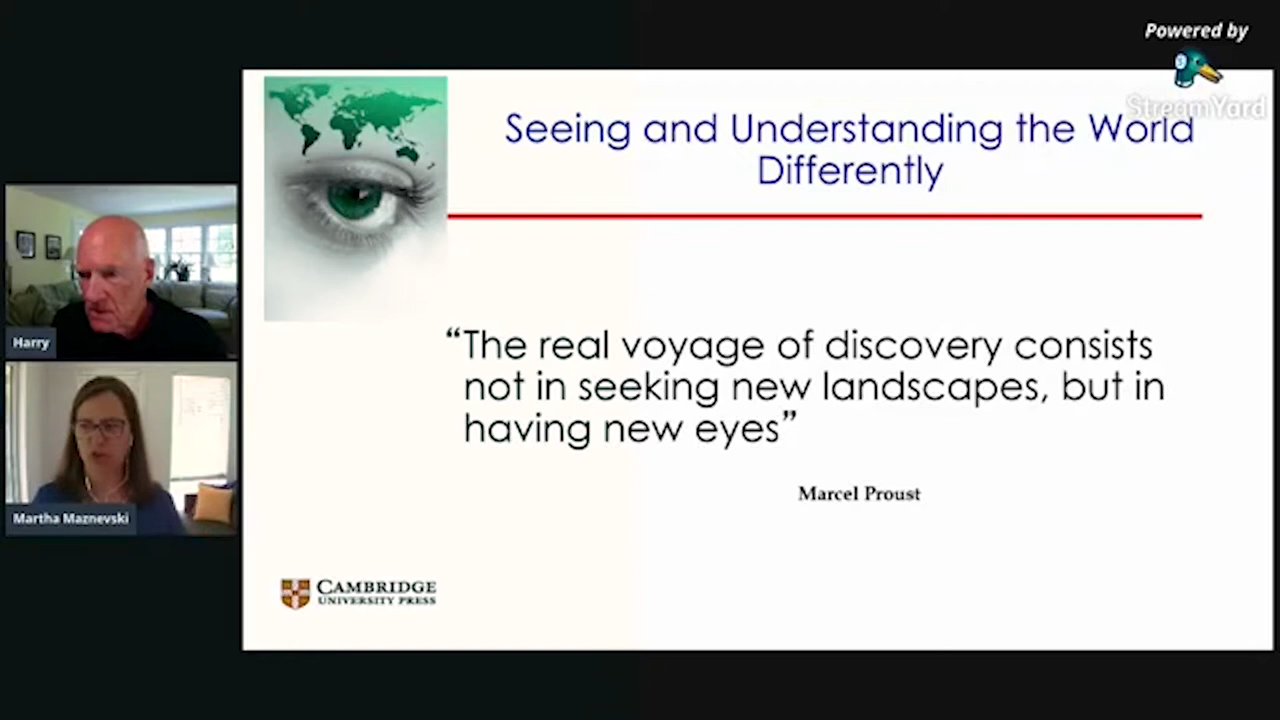 Powered by
StreamYard
Seeing and Understanding the World
Differently
“The real voyage of discovery consists
not in seeking new landscapes, but in
having new eyes”
Marcel Proust
CAMBRIDGE
UNIVERSITY PRESS
Harry
Martha Maznevski